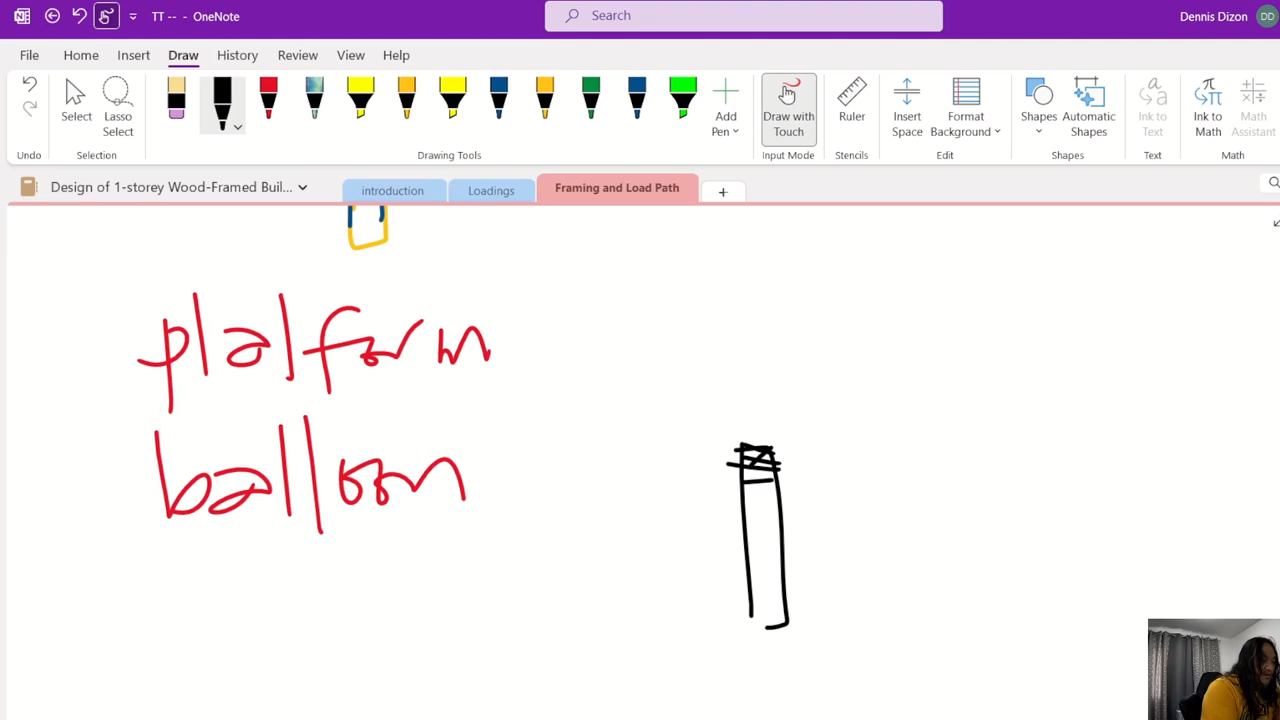 TT -- - OneNote
Search
Dennis Dizon
DD
File Home Insert Draw History Review View Help
Select
Lasso Select
Add Pen
Draw with Touch
Ruler
Insert Space
Format Background
Shapes
Automatic Shapes
Ink to Text
Ink to Math
Math Assistant
Undo
Selection
Drawing Tools
Input Mode
Stencils
Edit
Shapes
Text
Math
Design of 1-storey Wood-Framed Buil...
introduction
Loadings
Framing and Load Path
+
platform
balloon